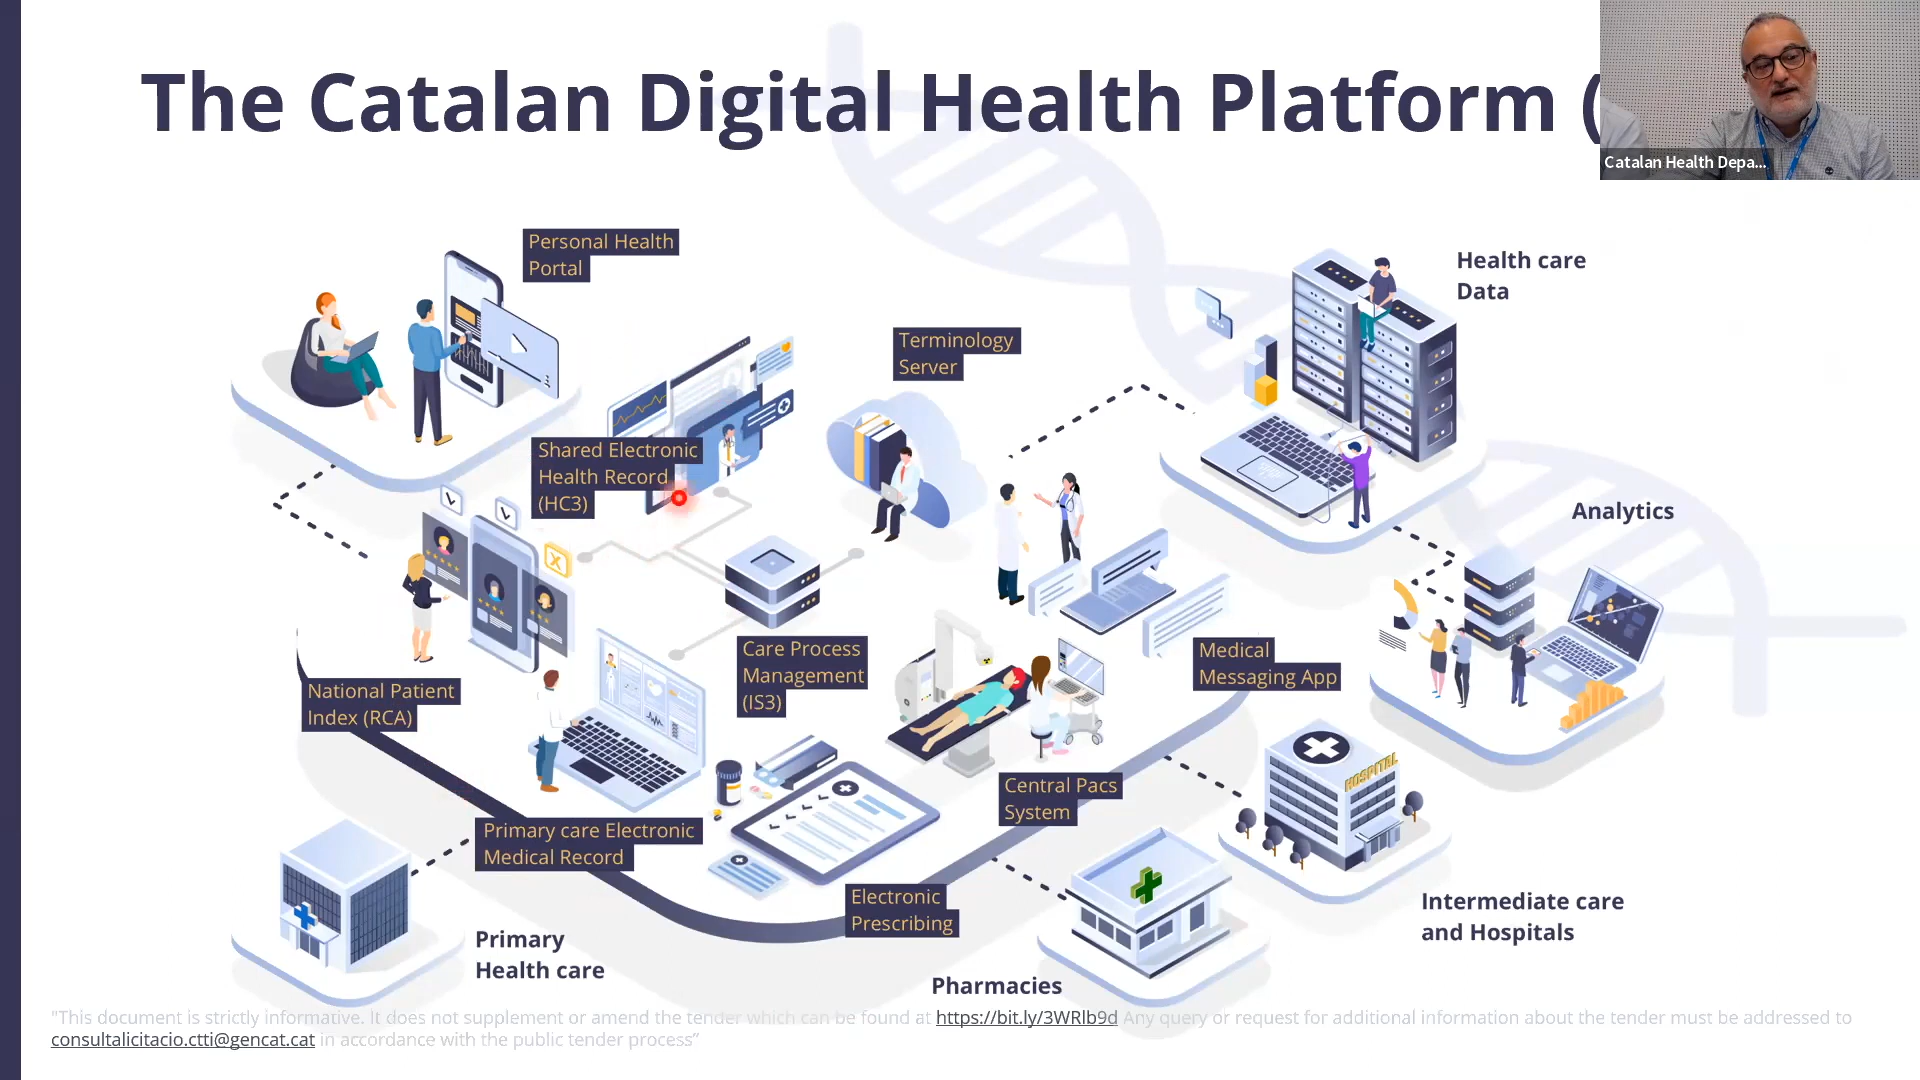 The Catalan Digital Health Platform (
Catalan Health Depa...
Personal Health
Portal
Health care
Data
Terminology
Server
Shared Electronic
Health Record
(HC3)
Analytics
Care Process
Management
(IS3)
Medical
Messaging App
National Patient
Index (RCA)
HOSPITAL
Central Pacs
System
Primary care Electronic
Medical Record
Electronic
Prescribing
Intermediate care
and Hospitals
Primary
Health care
Pharmacies
"This document is strictly informative. It does not supplement or amend the tender which can be found at https://bit.ly/3WRlb9d Any query or request for additional information about the tender must be addressed to
consultalicitacio.ctti@gencat.cat in accordance with the public tender process”